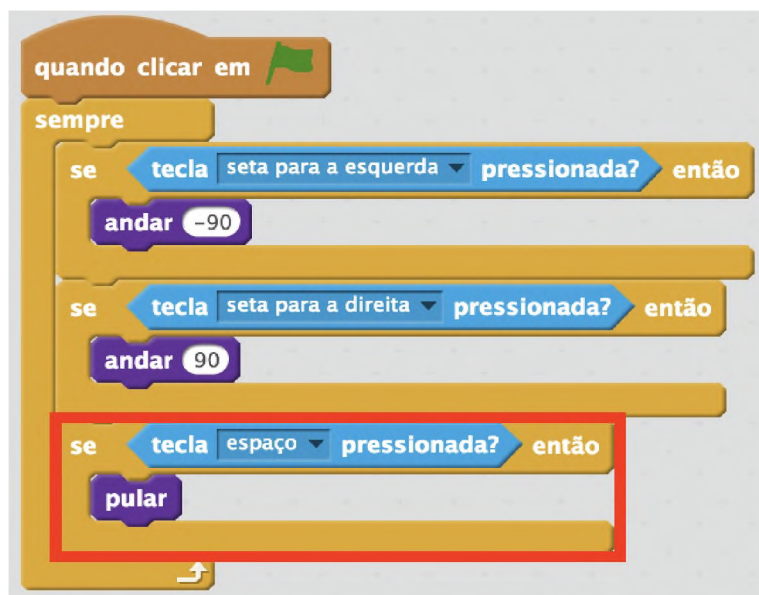 quando clicar em
sempre
se tecla seta para a esquerda pressionada? então
andar -90
se tecla seta para a direita pressionada? então
andar 90
se tecla espaço pressionada? então
pular